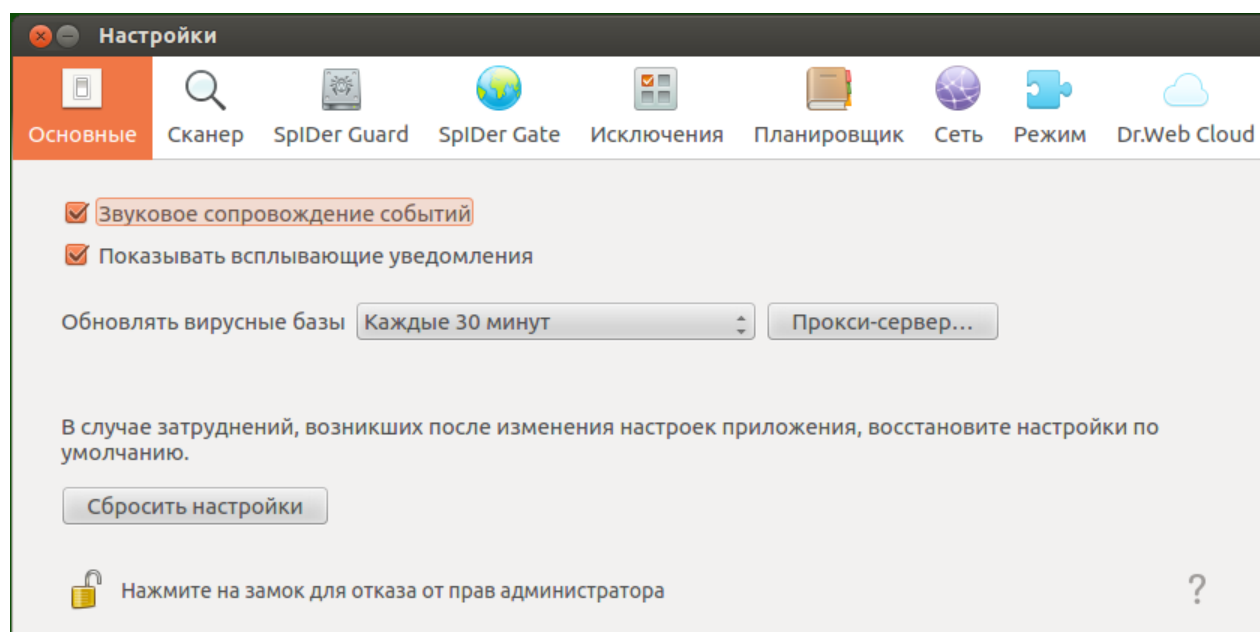 Настройки
Основные Сканер SpIDer Guard SpIDer Gate Исключения Планировщик Сеть Режим Dr.Web Cloud
Звуковое сопровождение событий
Показывать всплывающие уведомления
Обновлять вирусные базы Каждые 30 минут Прокси-сервер...
В случае затруднений, возникших после изменения настроек приложения, восстановите настройки по
умолчанию.
Сбросить настройки
Нажмите на замок для отказа от прав администратора ?